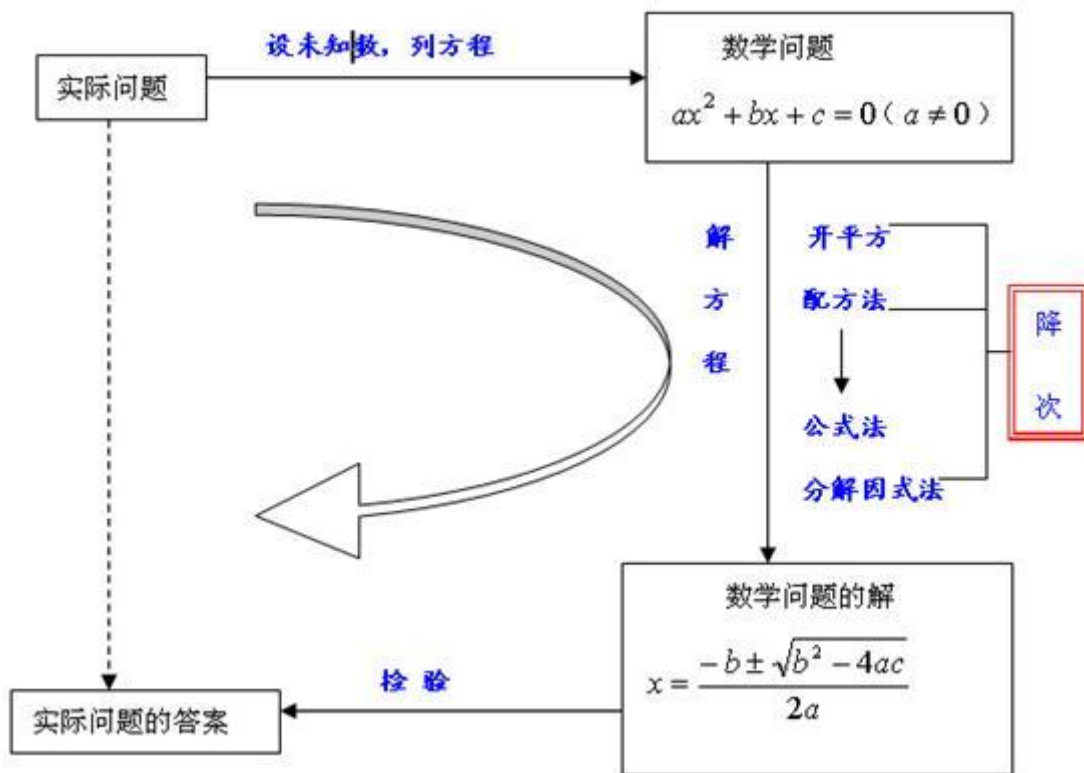 设未知数，列方程
实际问题
数学问题
ax² + bx + c = 0（a ≠ 0）
解方程
开平方
配方法
公式法
分解因式法
降次
数学问题的解
x = \frac{-b ± \sqrt{b² - 4ac}}{2a}
检 验
实际问题的答案